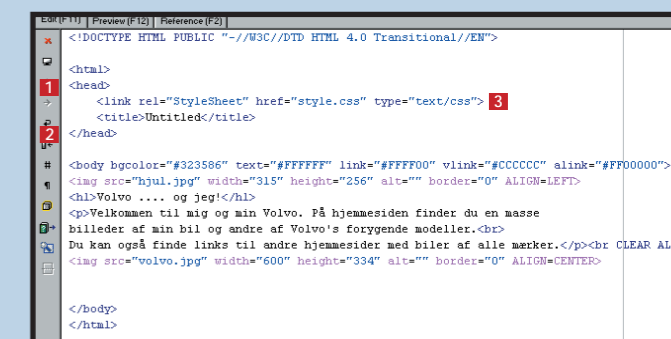 Edit (F11) Preview (F12) Reference (F2)
<!DOCTYPE HTML PUBLIC "-//W3C//DTD HTML 4.0 Transitional//EN">
<html>
1 <head>
<link rel="StyleSheet" href="style.css" type="text/css"> 3
<title>Untitled</title>
2 </head>
<body bgcolor="#323586" text="#FFFFFF" link="#FFFF00" vlink="#CCCCCC" alink="#FF00000">
<img src="hjul.jpg" width="315" height="256" alt="" border="0" ALIGN=LEFT>
<h1>Volvo .... og jeg!</h1>
<p>Velkommen til mig og min Volvo. På hjemmesiden finder du en masse
billeder af min bil og andre af Volvo's forygende modeller.<br>
Du kan også finde links til andre hjemmesider med biler af alle mærker.</p><br CLEAR AL
<img src="volvo.jpg" width="600" height="334" alt="" border="0" ALIGN=CENTER>
</body>
</html>